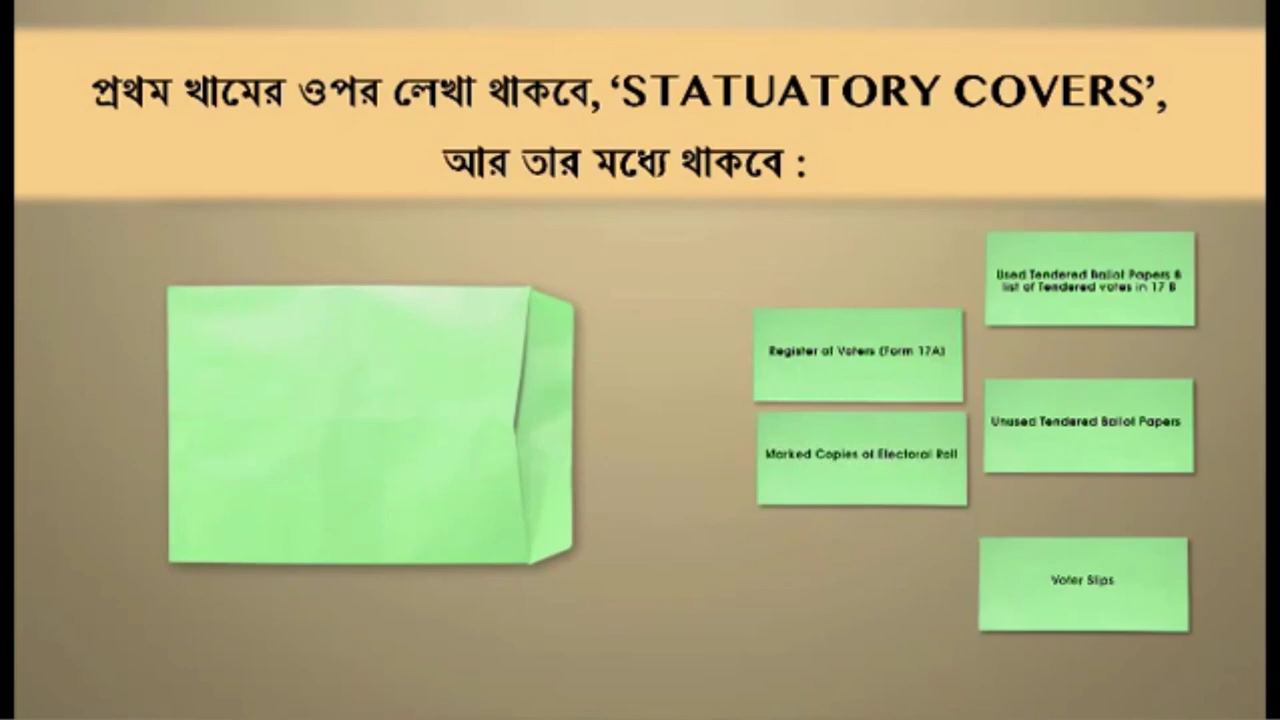 প্রথম খামের ওপর লেখা থাকবে, ‘STATUATORY COVERS’,
আর তার মধ্যে থাকবে :
Used Tendered Ballot Papers &
list of Tendered votes in 17 B
Register of Voters (Form 17A)
Unused Tendered Ballot Papers
Marked Copies of Electoral Roll
Voter Slips